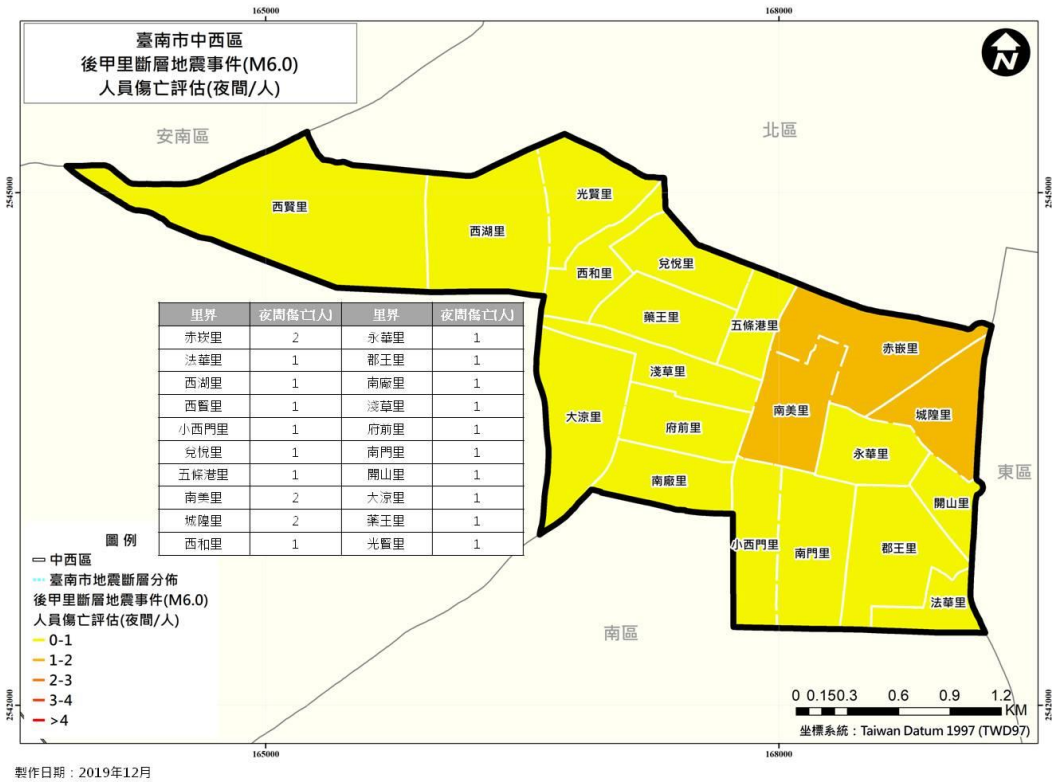 165000 168000
臺南市中西區
後甲里斷層地震事件(M6.0)
人員傷亡評估(夜間/人)
N
安南區
北區
2545000 2545000
光賢里
西賢里
西湖里
兌悅里
西和里
藥王里
五條港里
赤嵌里
淺草里
大涼里
南美里
城隍里
府前里
永華里
東區
南廠里
開山里
小西門里
南門里
郡王里
法華里
南區
里界 夜間傷亡(人) 里界 夜間傷亡(人)
赤崁里 2 永華里 1
法華里 1 郡王里 1
西湖里 1 南廠里 1
西賢里 1 淺草里 1
小西門里 1 府前里 1
兌悅里 1 南門里 1
五條港里 1 開山里 1
南美里 2 大涼里 1
城隍里 2 藥王里 1
西和里 1 光賢里 1
圖例
中西區
臺南市地震斷層分佈
後甲里斷層地震事件(M6.0)
人員傷亡評估(夜間/人)
0-1
1-2
2-3
3-4
>4
0 0.15 0.3 0.6 0.9 1.2
KM
坐標系統：Taiwan Datum 1997 (TWD97)
2542000 2542000
165000 168000
製作日期：2019年12月